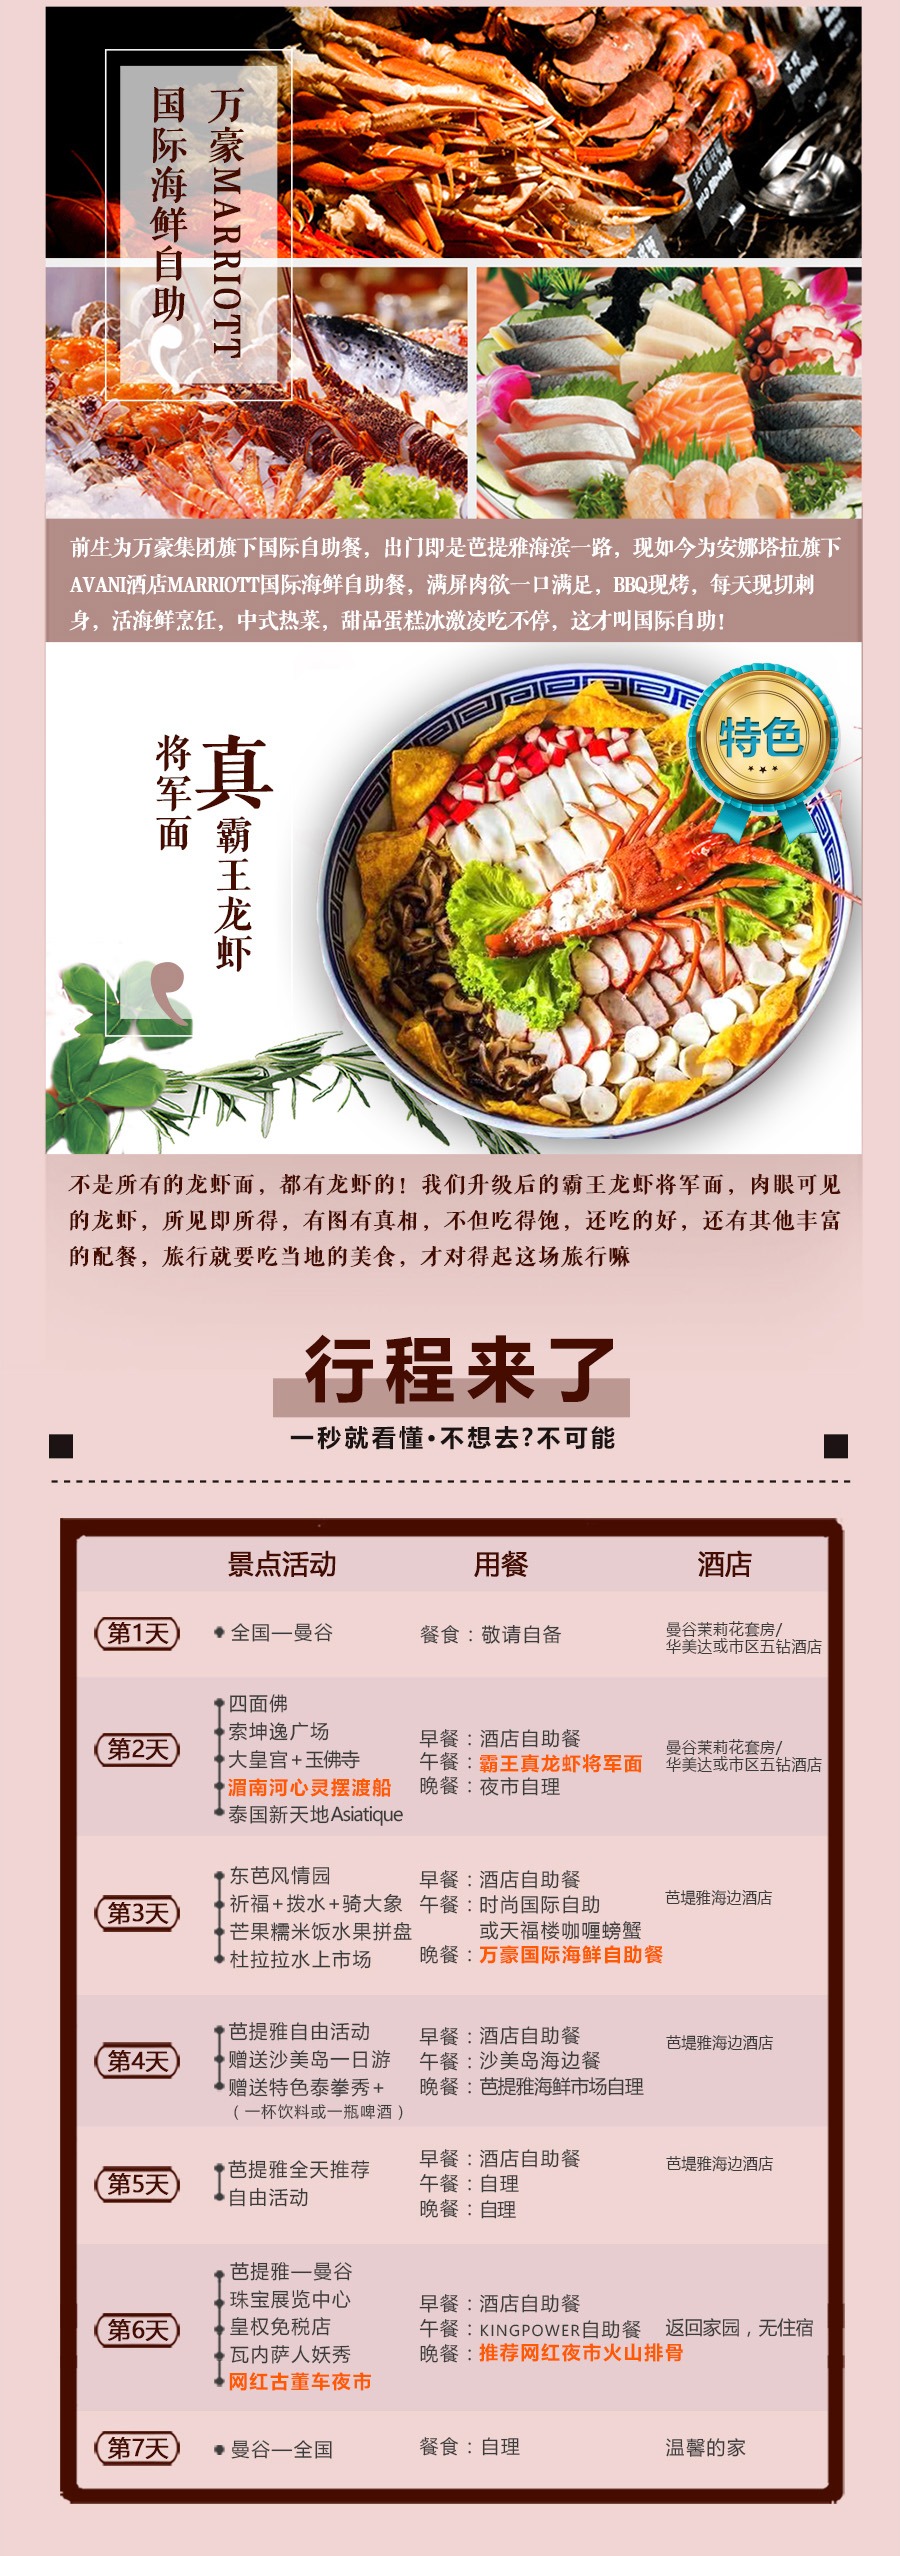 万豪MARRIOTT
国际海鲜自助
前生为万豪集团旗下国际自助餐，出门即是芭提雅海滨一路，现如今为安娜塔拉旗下
AVANI酒店MARRIOTT国际海鲜自助餐，满屏肉欲一口满足，BBQ现烤，每天现切刺
身，活海鲜烹饪，中式热菜，甜品蛋糕冰激凌吃不停，这才叫国际自助！
特色
真霸王龙虾
将军面
不是所有的龙虾面，都有龙虾的！我们升级后的霸王龙虾将军面，肉眼可见
的龙虾，所见即所得，有图有真相，不但吃得饱，还吃的好，还有其他丰富
的配餐，旅行就要吃当地的美食，才对得起这场旅行嘛
行程来了
一秒就看懂•不想去?不可能
景点活动 用餐 酒店
第1天
全国—曼谷
餐食：敬请自备
曼谷茉莉花套房/
华美达或市区五钻酒店
第2天
四面佛
索坤逸广场
大皇宫+玉佛寺
湄南河心灵摆渡船
泰国新天地Asiatique
早餐：酒店自助餐
午餐：霸王真龙虾将军面
晚餐：夜市自理
曼谷茉莉花套房/
华美达或市区五钻酒店
第3天
东芭风情园
祈福+拨水+骑大象
芒果糯米饭水果拼盘
杜拉拉水上市场
早餐：酒店自助餐
午餐：时尚国际自助
或天福楼咖喱螃蟹
晚餐：万豪国际海鲜自助餐
芭堤雅海边酒店
第4天
芭提雅自由活动
赠送沙美岛一日游
赠送特色泰拳秀+
（一杯饮料或一瓶啤酒）
早餐：酒店自助餐
午餐：沙美岛海边餐
晚餐：芭提雅海鲜市场自理
芭堤雅海边酒店
第5天
芭提雅全天推荐
自由活动
早餐：酒店自助餐
午餐：自理
晚餐：自理
芭堤雅海边酒店
第6天
芭提雅—曼谷
珠宝展览中心
皇权免税店
瓦内萨人妖秀
网红古董车夜市
早餐：酒店自助餐
午餐：KINGPOWER自助餐
晚餐：推荐网红夜市火山排骨
返回家园，无住宿
第7天
曼谷—全国
餐食：自理
温馨的家